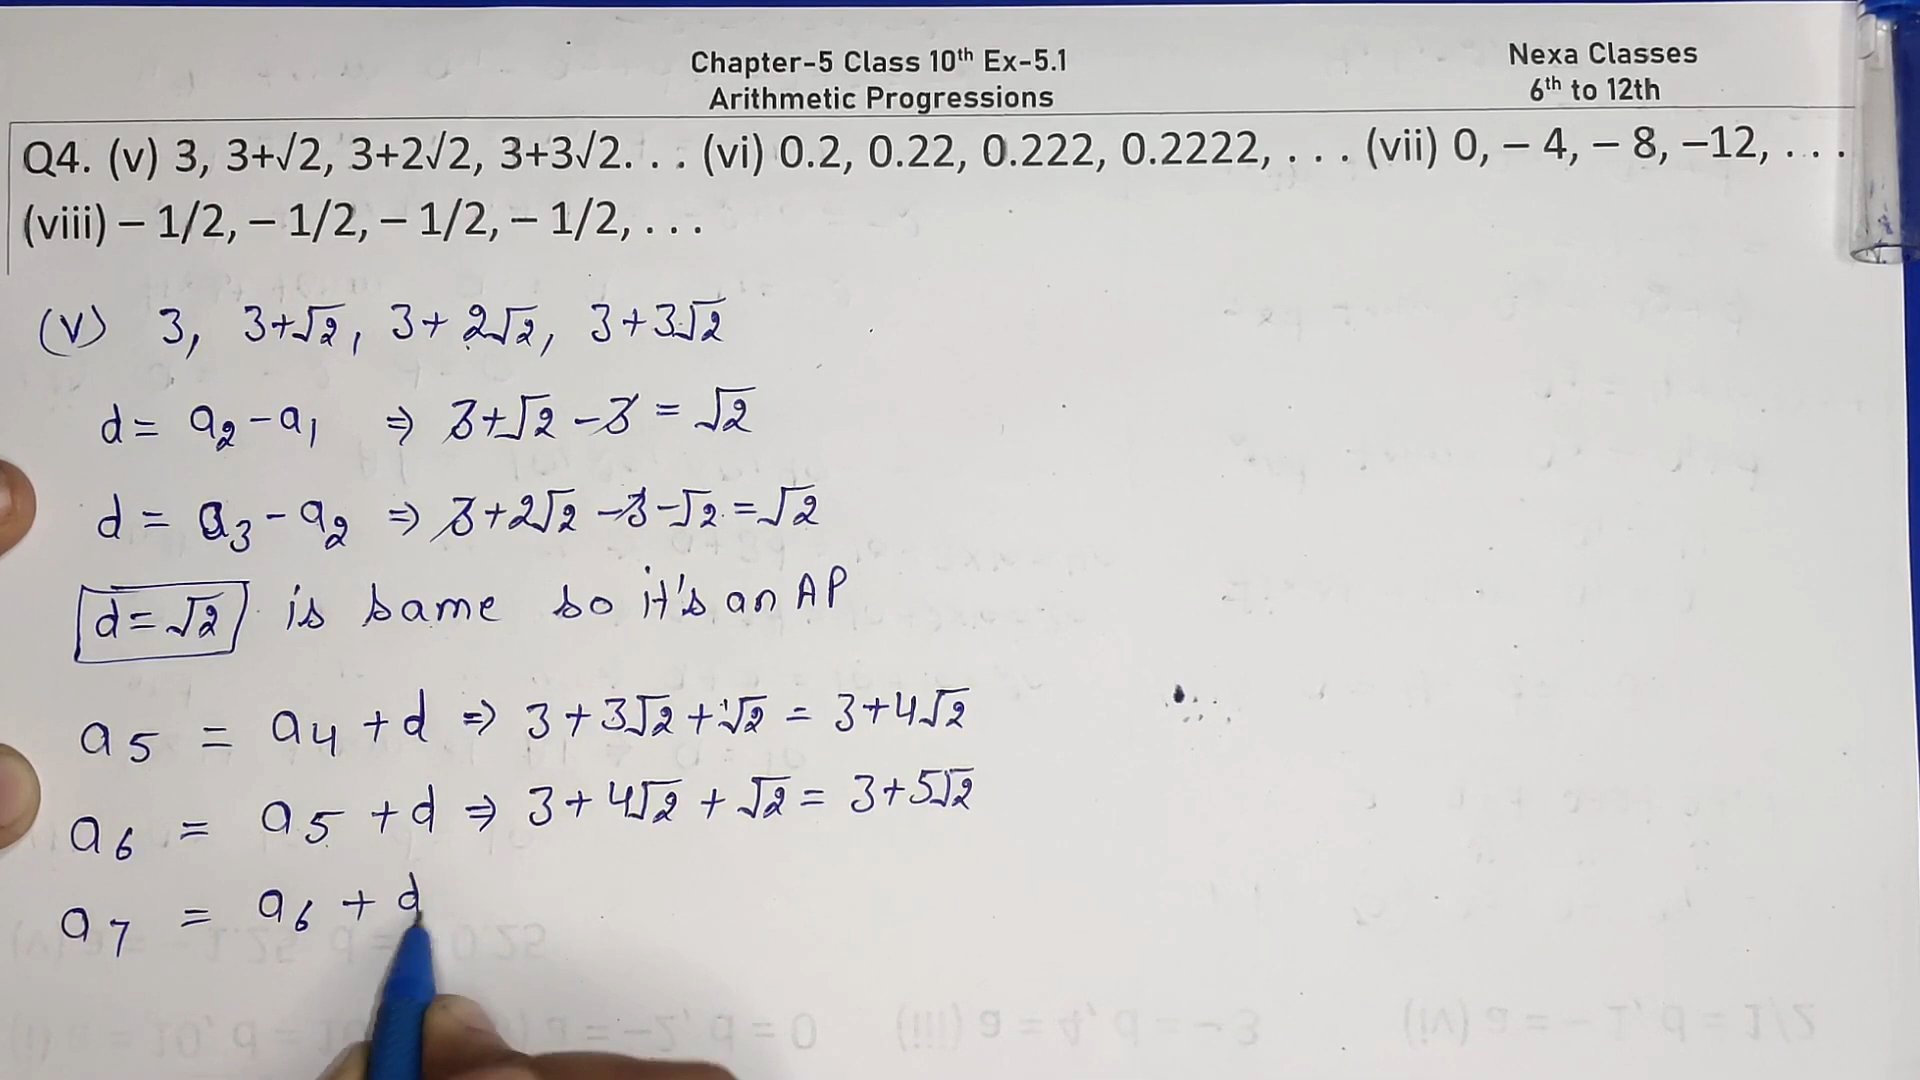 Chapter-5 Class 10th Ex-5.1
Arithmetic Progressions
Nexa Classes
6th to 12th
Q4. (v) 3, 3+√2, 3+2√2, 3+3√2. . . (vi) 0.2, 0.22, 0.222, 0.2222, . . . (vii) 0, – 4, – 8, –12, . . .
(viii) – 1/2, – 1/2, – 1/2, – 1/2, . . .
(v) 3, 3+√2, 3+2√2, 3+3√2
d = a₂-a₁ ⇒ 3+√2 -3 = √2
d = a₃-a₂ ⇒ 3+2√2 -3-√2 = √2
d=√2 is same so it's an AP
a₅ = a₄+d ⇒ 3+3√2+1√2 = 3+4√2
a₆ = a₅+d ⇒ 3+4√2+√2 = 3+5√2
a₇ = a₆+d